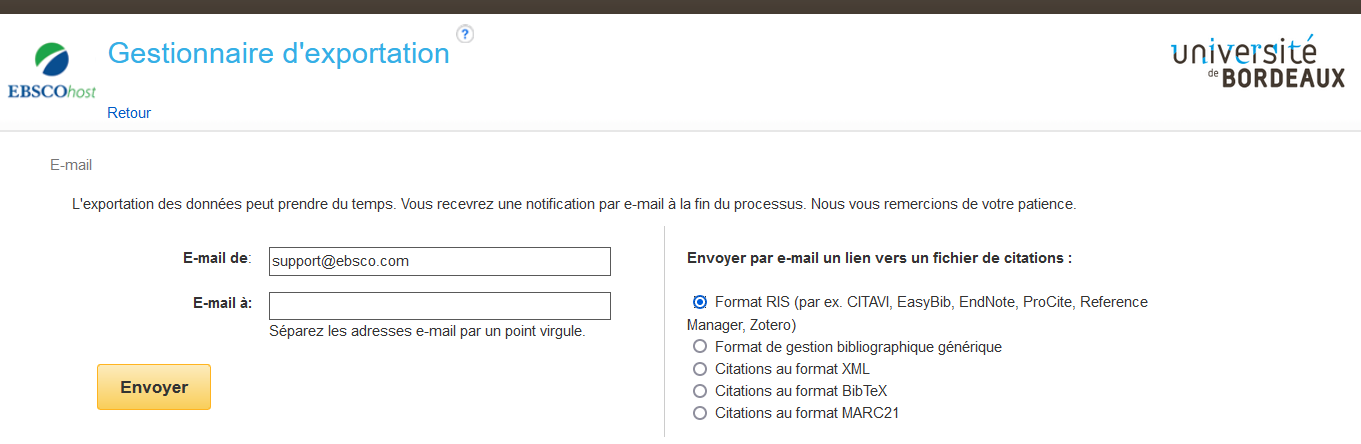 Gestionnaire d'exportation ?
EBSCOhost
université
de BORDEAUX
Retour
E-mail
L'exportation des données peut prendre du temps. Vous recevrez une notification par e-mail à la fin du processus. Nous vous remercions de votre patience.
E-mail de:
support@ebsco.com
E-mail à:
Séparez les adresses e-mail par un point virgule.
Envoyer
Envoyer par e-mail un lien vers un fichier de citations :
Format RIS (par ex. CITAVI, EasyBib, EndNote, ProCite, Reference
Manager, Zotero)
Format de gestion bibliographique générique
Citations au format XML
Citations au format BibTeX
Citations au format MARC21